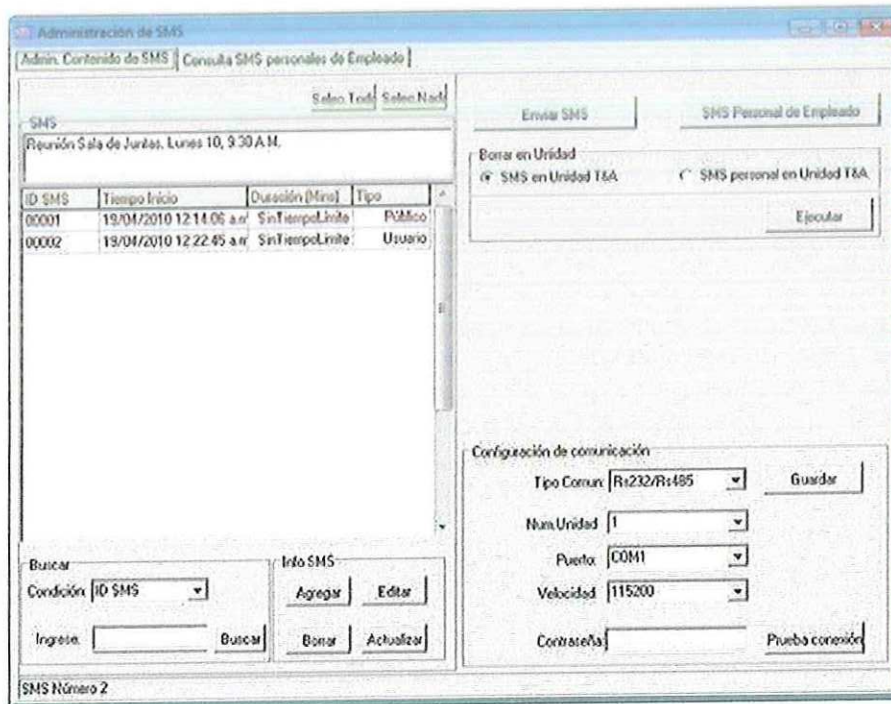 Administración de SMS
Admin. Contenido de SMS Consulta SMS personales de Empleado
Selec.Todo Selec.Nada
SMS
Reunión Sala de Juntas, Lunes 10, 9:30 A.M.
ID SMS Tiempo Inicio Duración (Mins) Tipo
00001 19/04/2010 12:14:06 a.m SinTiempoLimite Público
00002 19/04/2010 12:22:45 a.m SinTiempoLimite Usuario
Enviar SMS SMS Personal de Empleado
Borrar en Unidad
SMS en Unidad T&A SMS personal en Unidad T&A
Ejecutar
Configuración de comunicación
Tipo Comun: Rs232/Rs485 Guardar
Num.Unidad 1
Puerto: COM1
Velocidad 115200
Contraseña: Prueba conexión
Buscar
Condición: ID SMS
Ingrese: Buscar
Info SMS
Agregar Editar
Borrar Actualizar
SMS Número 2